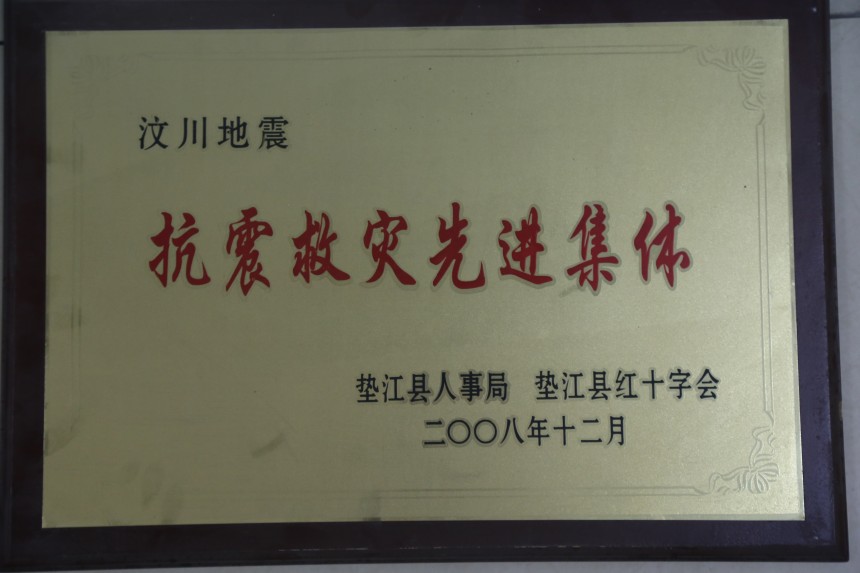 汶川地震
抗震救灾先进集体
垫江县人事局 垫江县红十字会
二〇〇八年十二月